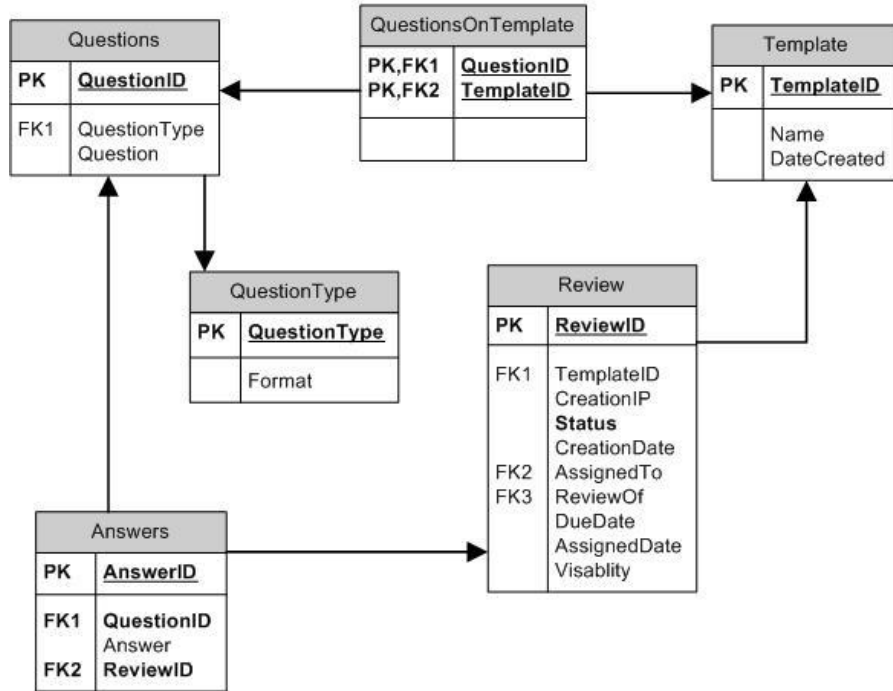 Questions
PK QuestionID
FK1 QuestionType
Question
QuestionsOnTemplate
PK,FK1 QuestionID
PK,FK2 TemplateID
Template
PK TemplateID
Name
DateCreated
QuestionType
PK QuestionType
Format
Review
PK ReviewID
FK1 TemplateID
CreationIP
Status
CreationDate
FK2 AssignedTo
FK3 ReviewOf
DueDate
AssignedDate
Visablity
Answers
PK AnswerID
FK1 QuestionID
Answer
FK2 ReviewID